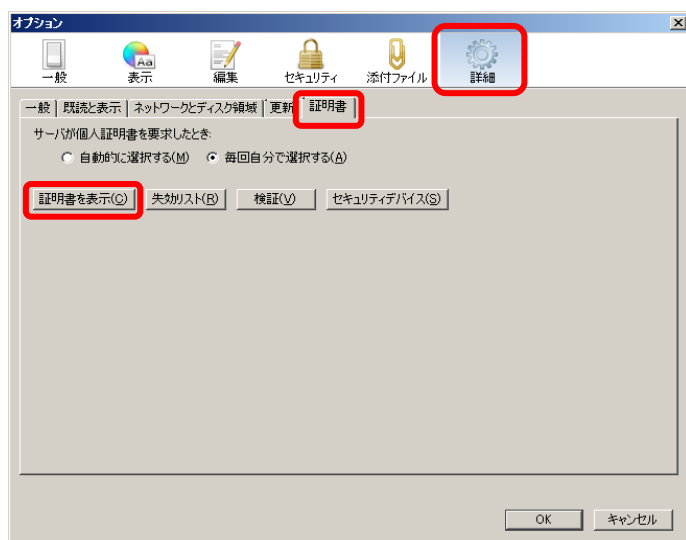 オプション
一般 Aa 表示 編集 セキュリティ 添付ファイル 詳細
一般 既読と表示 ネットワークとディスク領域 更新 証明書
サーバが個人証明書を要求したとき:
自動的に選択する(M) 毎回自分で選択する(A)
証明書を表示(C) 失効リスト(R) 検証(V) セキュリティデバイス(S)
OK キャンセル